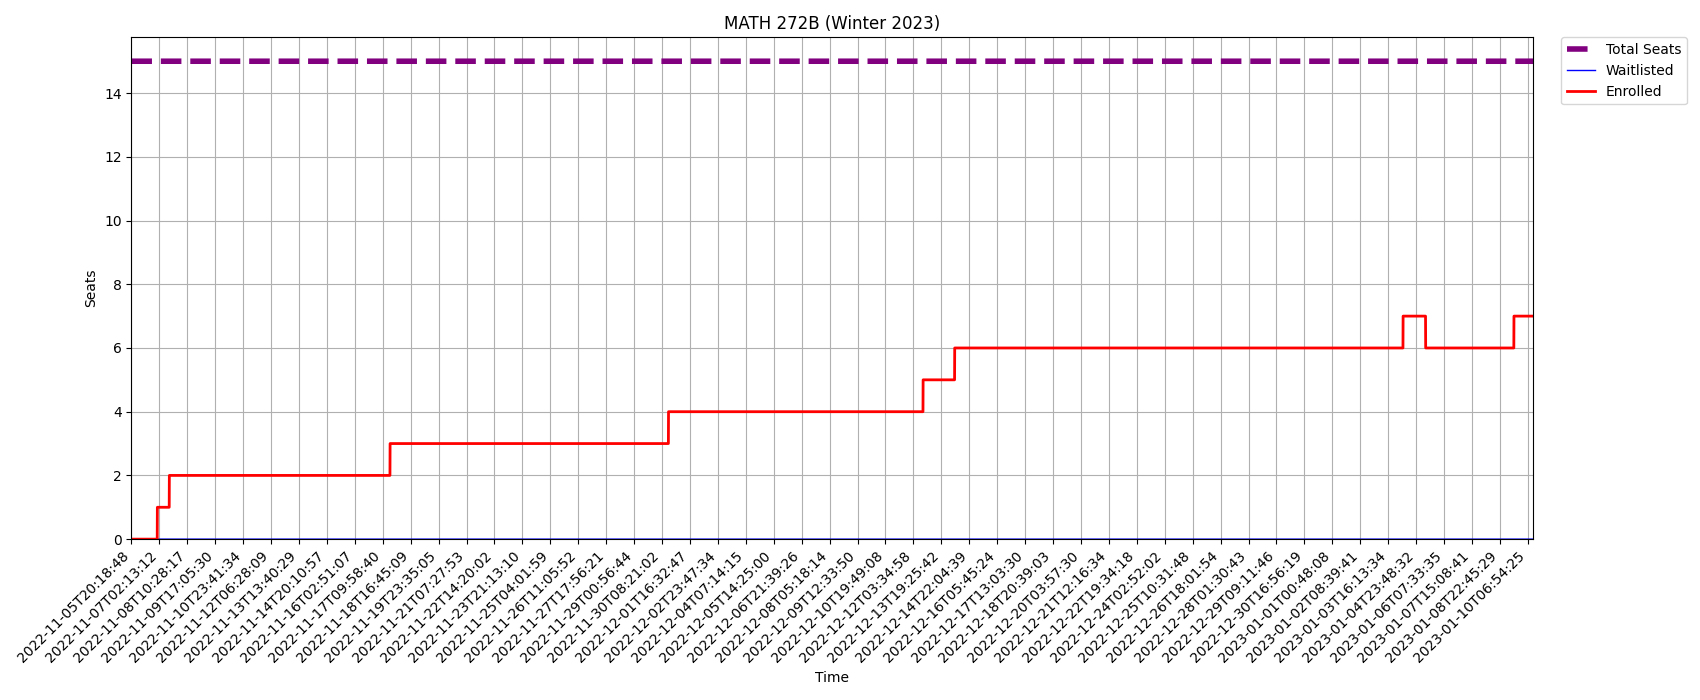 MATH 272B (Winter 2023)
Total Seats
Waitlisted
Enrolled
Seats
14
12
10
8
6
4
2
0
2022-11-05T20:18:48
2022-11-07T02:13:12
2022-11-08T10:28:17
2022-11-09T17:05:30
2022-11-10T23:41:34
2022-11-12T06:28:09
2022-11-13T13:40:29
2022-11-14T20:10:57
2022-11-16T02:51:07
2022-11-17T09:58:40
2022-11-18T16:45:09
2022-11-19T23:35:05
2022-11-21T07:27:53
2022-11-22T14:20:02
2022-11-23T21:13:10
2022-11-25T04:01:59
2022-11-26T11:05:52
2022-11-27T17:56:21
2022-11-29T00:56:44
2022-11-30T08:21:02
2022-12-01T16:32:47
2022-12-02T23:47:34
2022-12-04T07:14:15
2022-12-05T14:25:00
2022-12-06T21:39:26
2022-12-08T05:18:14
2022-12-09T12:33:50
2022-12-10T19:49:08
2022-12-12T03:34:58
2022-12-13T19:25:42
2022-12-14T22:04:39
2022-12-16T05:45:24
2022-12-17T13:03:30
2022-12-18T20:39:03
2022-12-20T03:57:30
2022-12-21T12:16:34
2022-12-22T19:34:18
2022-12-24T02:52:02
2022-12-25T10:31:48
2022-12-26T18:01:54
2022-12-28T01:30:43
2022-12-29T09:11:46
2022-12-30T16:56:19
2023-01-01T00:48:08
2023-01-02T08:39:41
2023-01-03T16:13:34
2023-01-04T23:48:32
2023-01-06T07:33:35
2023-01-07T15:08:41
2023-01-08T22:45:29
2023-01-10T06:54:25
Time